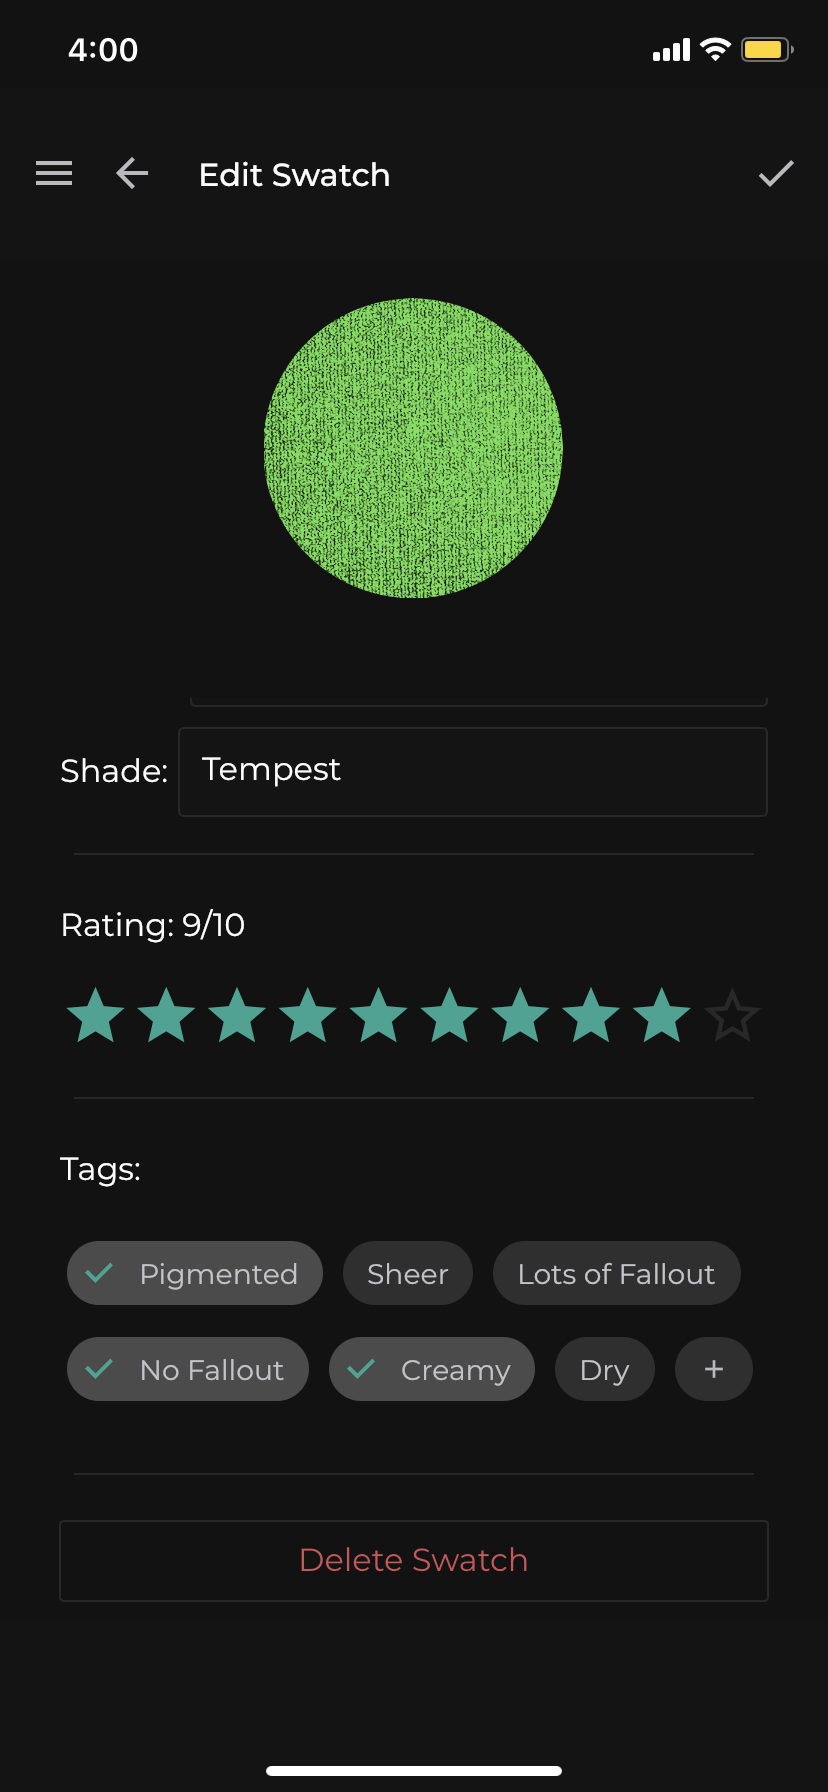 4:00
Edit Swatch
Shade: Tempest
Rating: 9/10
Tags:
Pigmented Sheer Lots of Fallout
No Fallout Creamy Dry +
Delete Swatch